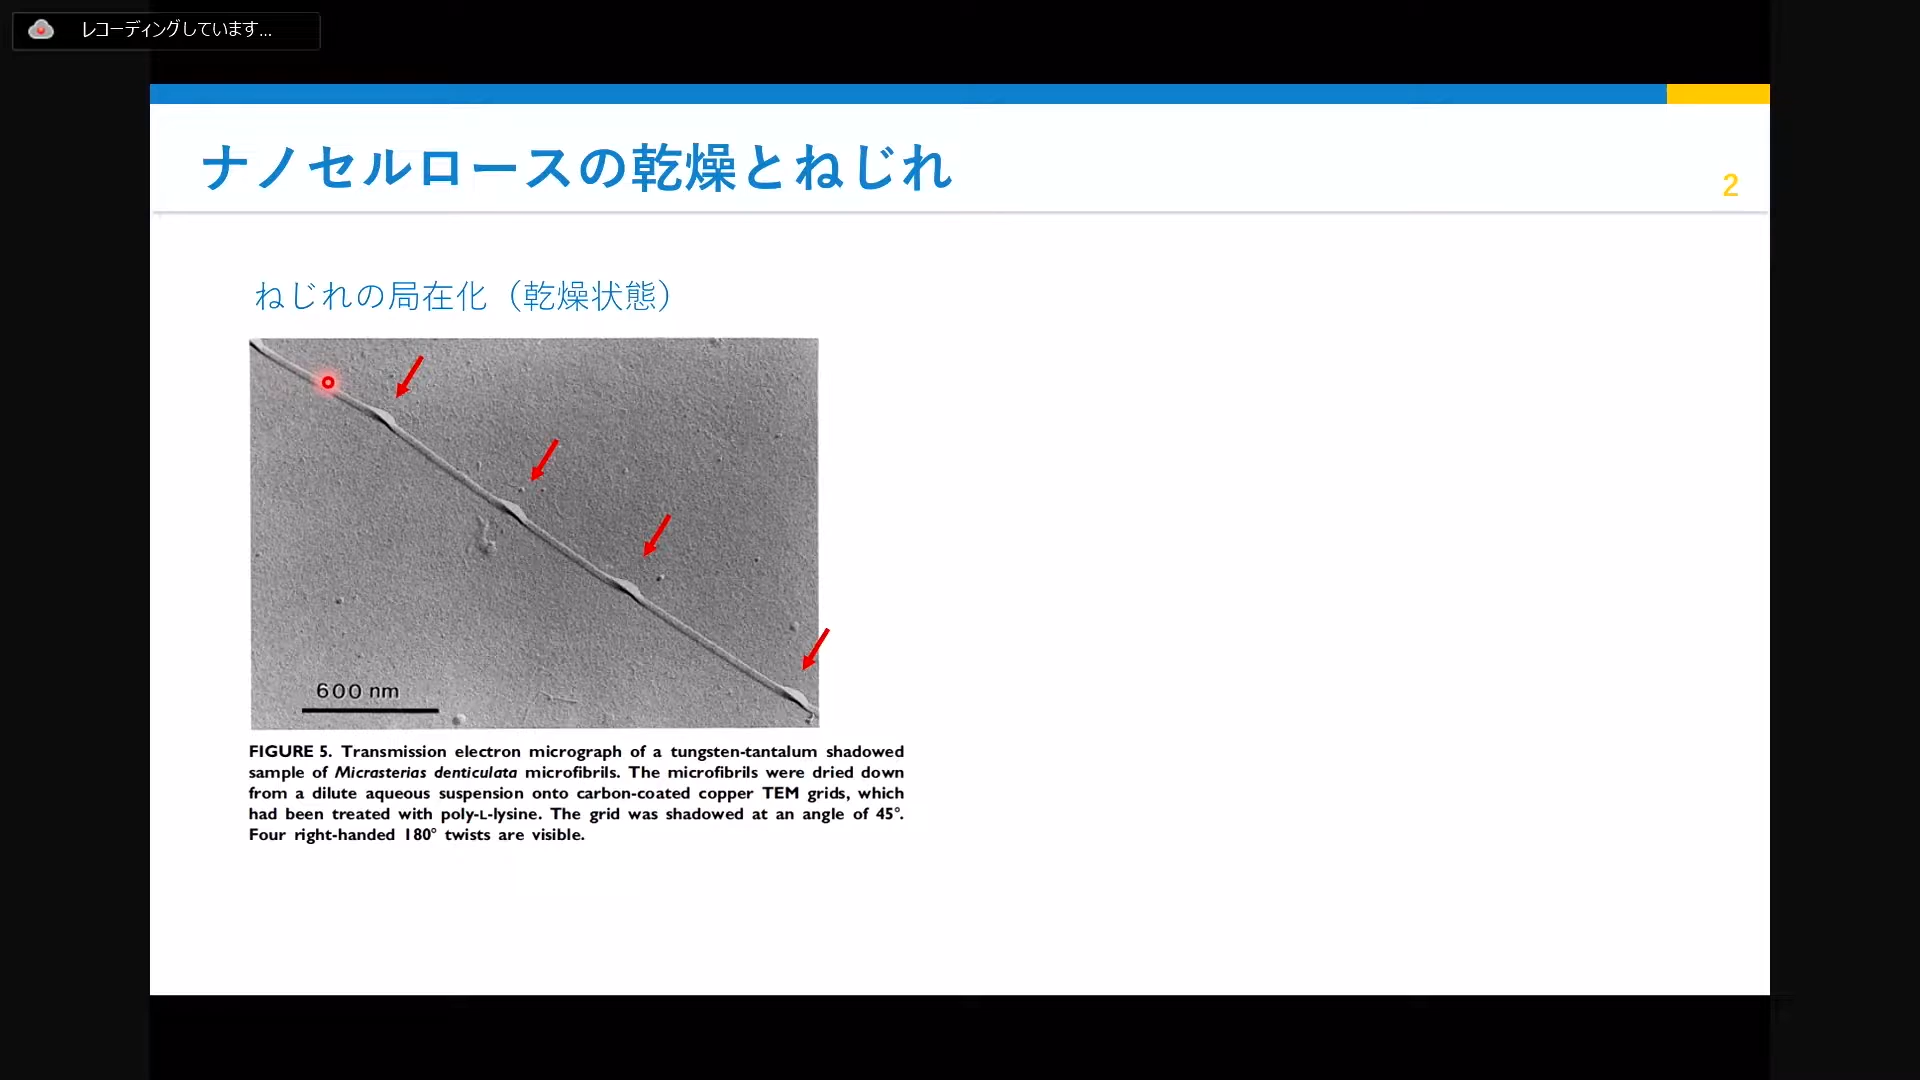 レコーディングしています...
ナノセルロースの乾燥とねじれ
2
ねじれの局在化（乾燥状態）
600 nm
FIGURE 5. Transmission electron micrograph of a tungsten-tantalum shadowed
sample of Micrasterias denticulata microfibrils. The microfibrils were dried down
from a dilute aqueous suspension onto carbon-coated copper TEM grids, which
had been treated with poly-L-lysine. The grid was shadowed at an angle of 45°.
Four right-handed 180° twists are visible.